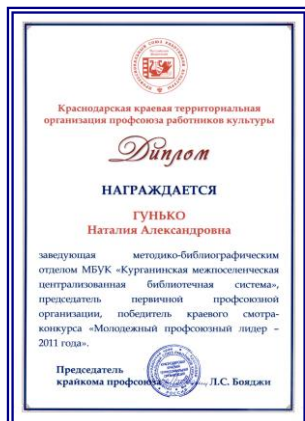 Краснодарская краевая территориальная
организация профсоюза работников культуры
Диплом
НАГРАЖДАЕТСЯ
ГУНЬКО
Наталия Александровна
заведующая методико-библиографическим
отделом МБУК «Курганинская межпоселенческая
централизованная библиотечная система»,
председатель первичной профсоюзной
организации, победитель краевого смотра-
конкурса «Молодежный профсоюзный лидер –
2011 года».
Председатель
крайкома профсоюза Л.С. Бояджи